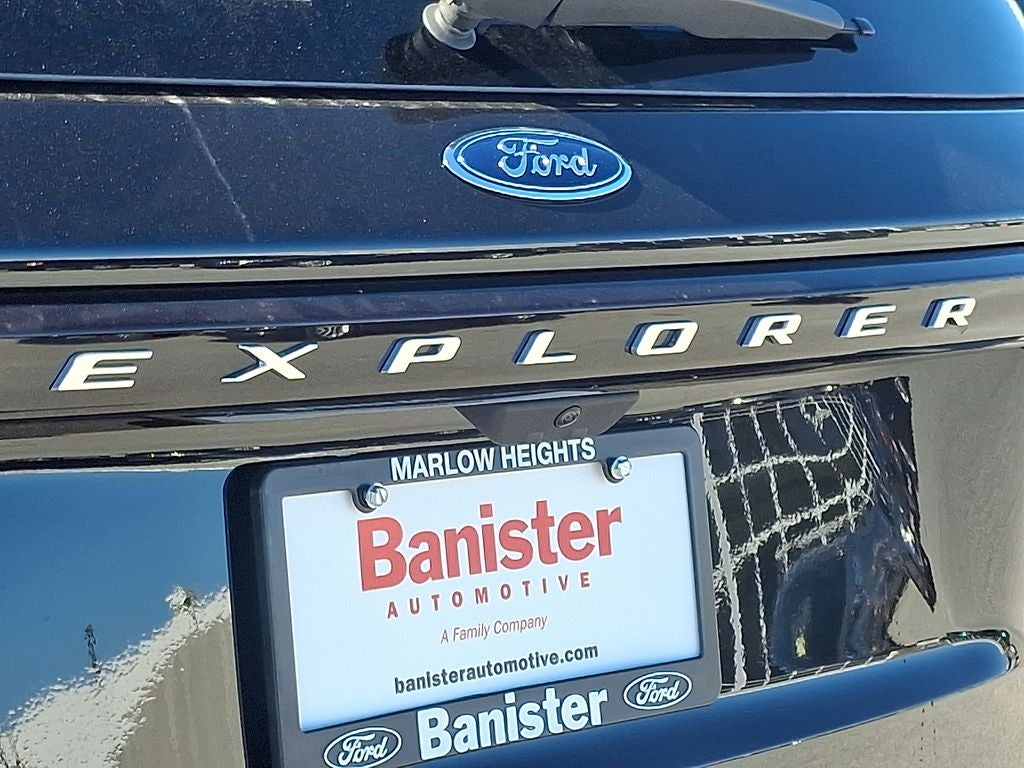 Ford
EXPLORER
MARLOW HEIGHTS
Banister
AUTOMOTIVE
A Family Company
banisterautomotive.com
Ford Banister Ford